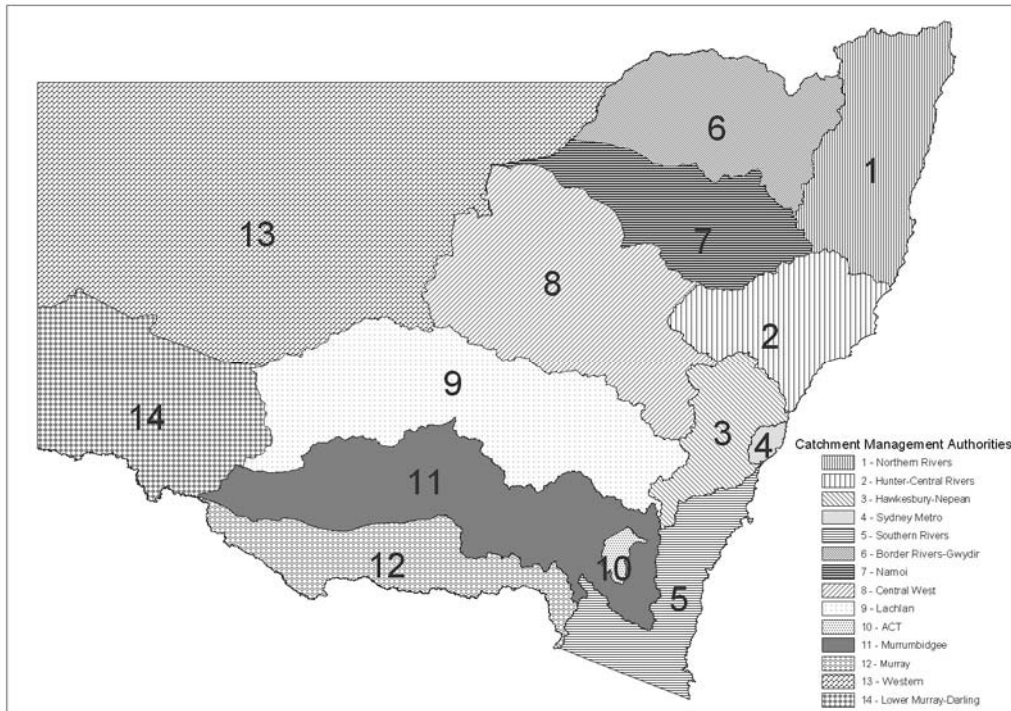 6
1
13
7
8
2
9
14
3
4
11
12
10
5
Catchment Management Authorities
1 - Northern Rivers
2 - Hunter-Central Rivers
3 - Hawkesbury-Nepean
4 - Sydney Metro
5 - Southern Rivers
6 - Border Rivers-Gwydir
7 - Namoi
8 - Central West
9 - Lachlan
10 - ACT
11 - Murrumbidgee
12 - Murray
13 - Western
14 - Lower Murray-Darling